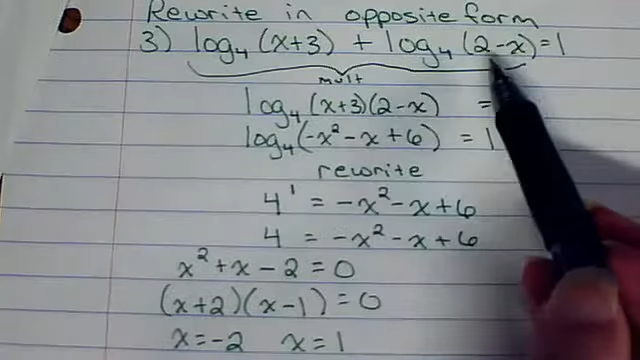 Rewrite in opposite form
3) log₄(x+3) + log₄(2-x)=1
mult
log₄(x+3)(2-x) =
log₄(-x²-x+6) = 1
rewrite
4¹ = -x²-x+6
4 = -x²-x+6
x²+x-2=0
(x+2)(x-1)=0
x=-2 x=1